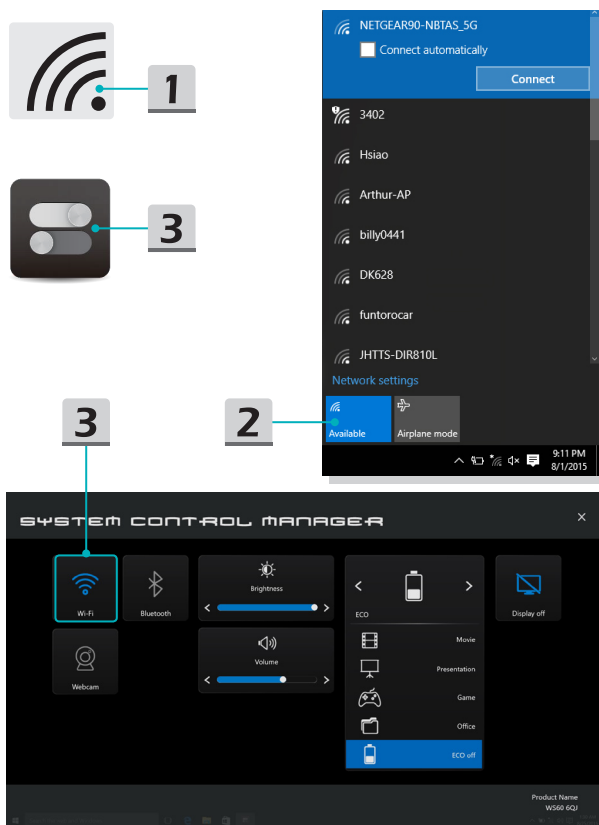 1
3
NETGEAR90-NBTAS_5G
Connect automatically
Connect
3402
Hsiao
Arthur-AP
billy0441
DK628
funtorocar
JHTTS-DIR810L
Network settings
Available
Airplane mode
9:11 PM
8/1/2015
3
2
SYSTEM CONTROL MANAGER
Wi-Fi
Bluetooth
Webcam
Brightness
Volume
ECO
Movie
Presentation
Game
Office
ECO off
Display off
Product Name
WS60 6QJ